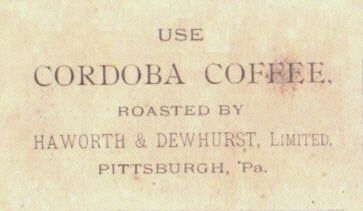 USE
CORDOBA COFFEE.
ROASTED BY
HAWORTH & DEWHURST, LIMITED,
PITTSBURGH, Pa.